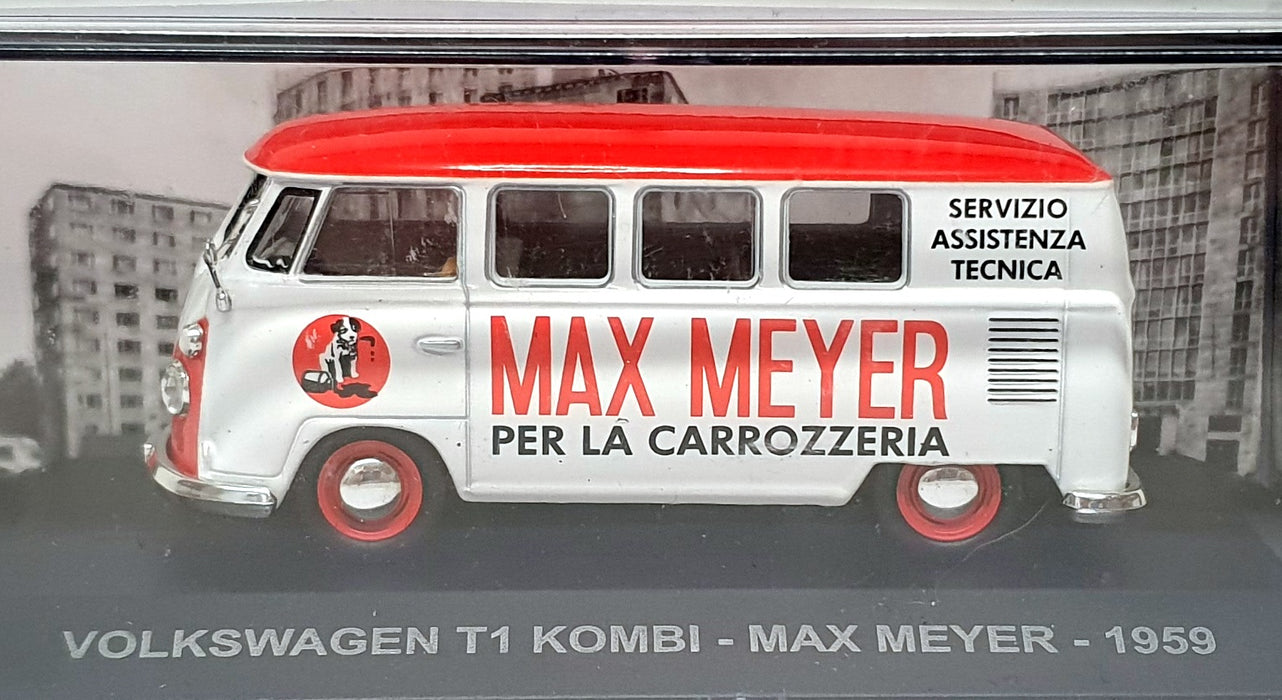 SERVIZIO
ASSISTENZA
TECNICA
MAX MEYER
PER LA CARROZZERIA
VOLKSWAGEN T1 KOMBI - MAX MEYER - 1959